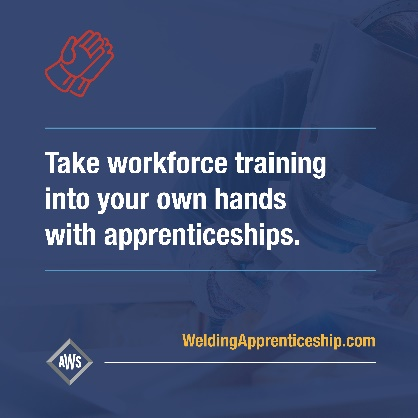 Take workforce training
into your own hands
with apprenticeships.
WeldingApprenticeship.com
AWS